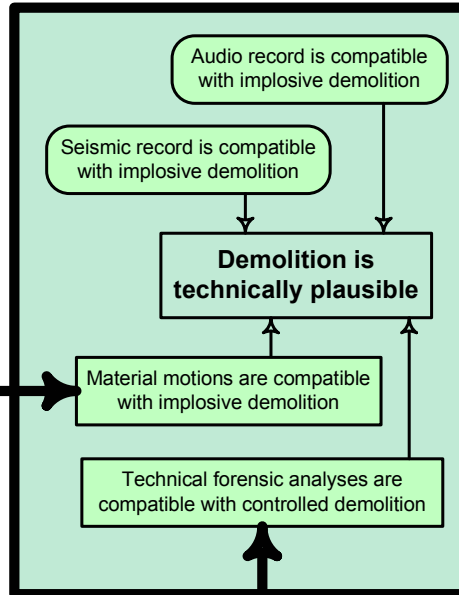 Audio record is compatible
with implosive demolition
Seismic record is compatible
with implosive demolition
Demolition is
technically plausible
Material motions are compatible
with implosive demolition
Technical forensic analyses are
compatible with controlled demolition